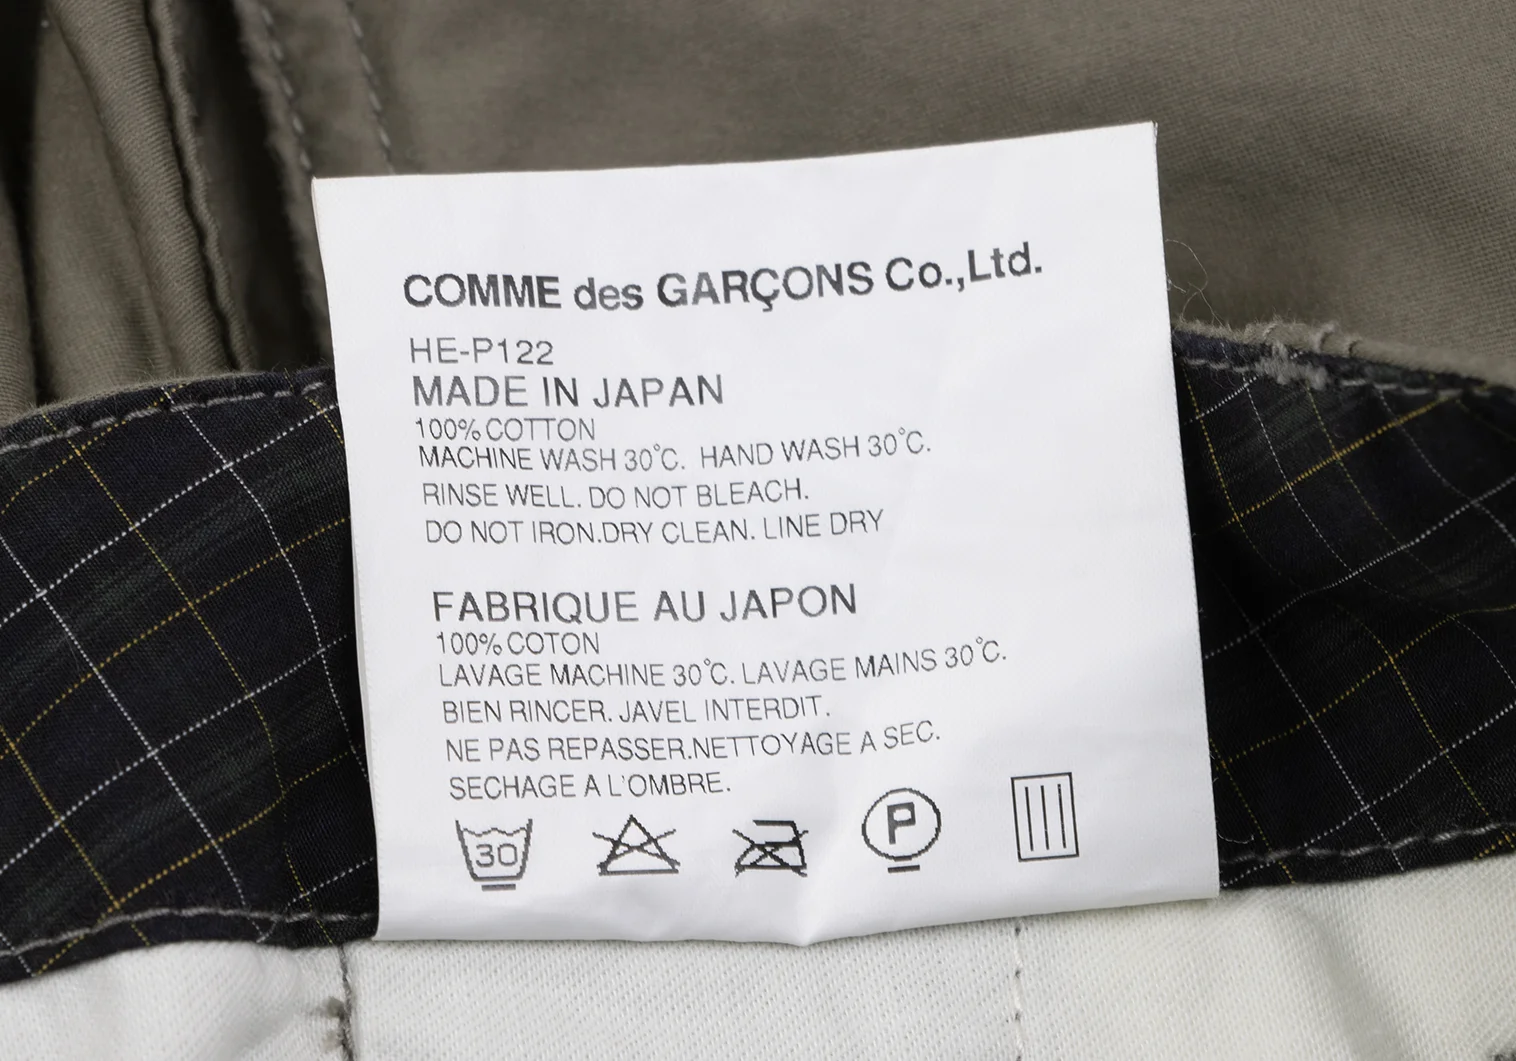 COMME des GARÇONS Co.,Ltd.
HE-P122
MADE IN JAPAN
100% COTTON
MACHINE WASH 30℃. HAND WASH 30℃.
RINSE WELL. DO NOT BLEACH.
DO NOT IRON.DRY CLEAN. LINE DRY
FABRIQUE AU JAPON
100% COTON
LAVAGE MACHINE 30℃. LAVAGE MAINS 30℃.
BIEN RINCER. JAVEL INTERDIT.
NE PAS REPASSER.NETTOYAGE A SEC.
SECHAGE A L'OMBRE.
30 P